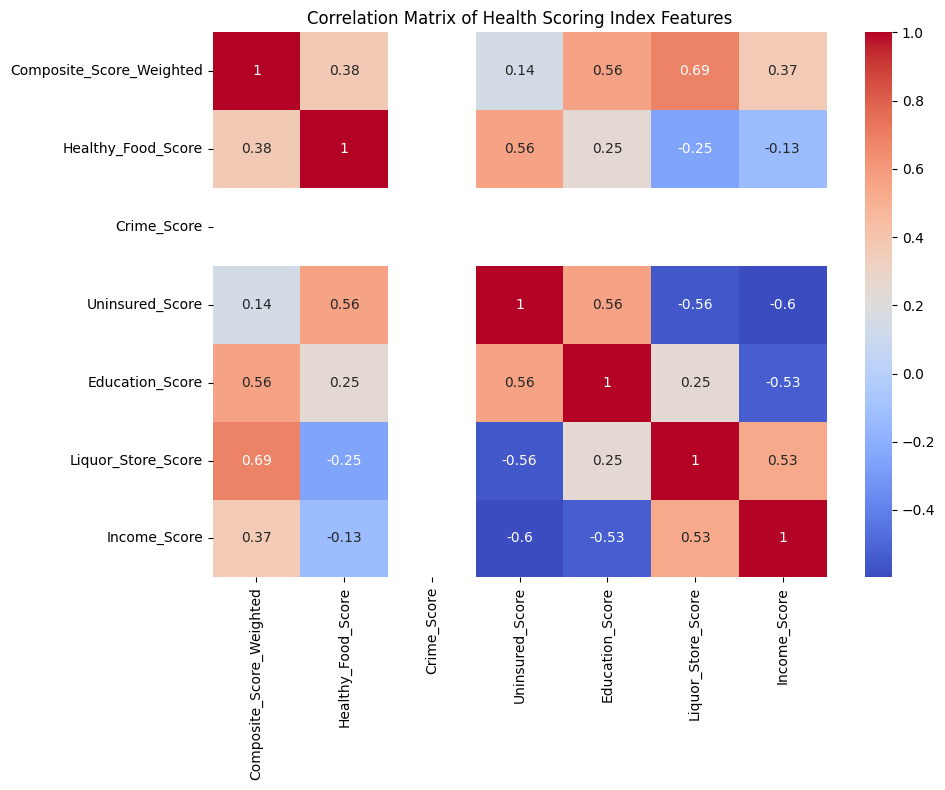 Correlation Matrix of Health Scoring Index Features
Composite_Score_Weighted 1 0.38 0.14 0.56 0.69 0.37
Healthy_Food_Score 0.38 1 0.56 0.25 -0.25 -0.13
Crime_Score
Uninsured_Score 0.14 0.56 1 0.56 -0.56 -0.6
Education_Score 0.56 0.25 0.56 1 0.25 -0.53
Liquor_Store_Score 0.69 -0.25 -0.56 0.25 1 0.53
Income_Score 0.37 -0.13 -0.6 -0.53 0.53 1
Composite_Score_Weighted
Healthy_Food_Score
Crime_Score
Uninsured_Score
Education_Score
Liquor_Store_Score
Income_Score
1.0
0.8
0.6
0.4
0.2
0.0
−0.2
−0.4